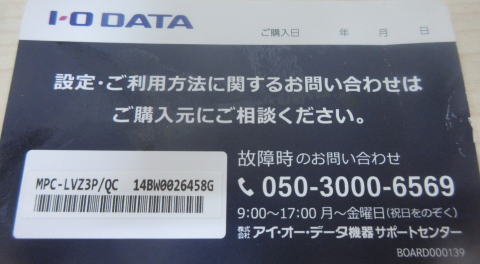 I-O DATA
ご購入日 年 月 日
設定・ご利用方法に関するお問い合わせは
ご購入元にご相談ください。
故障時のお問い合わせ
MPC-LVZ3P/QC 14BW0026458G
050-3000-6569
9:00~17:00 月~金曜日(祝日をのぞく)
株式会社 アイ・オー・データ機器 サポートセンター
BOARD000139